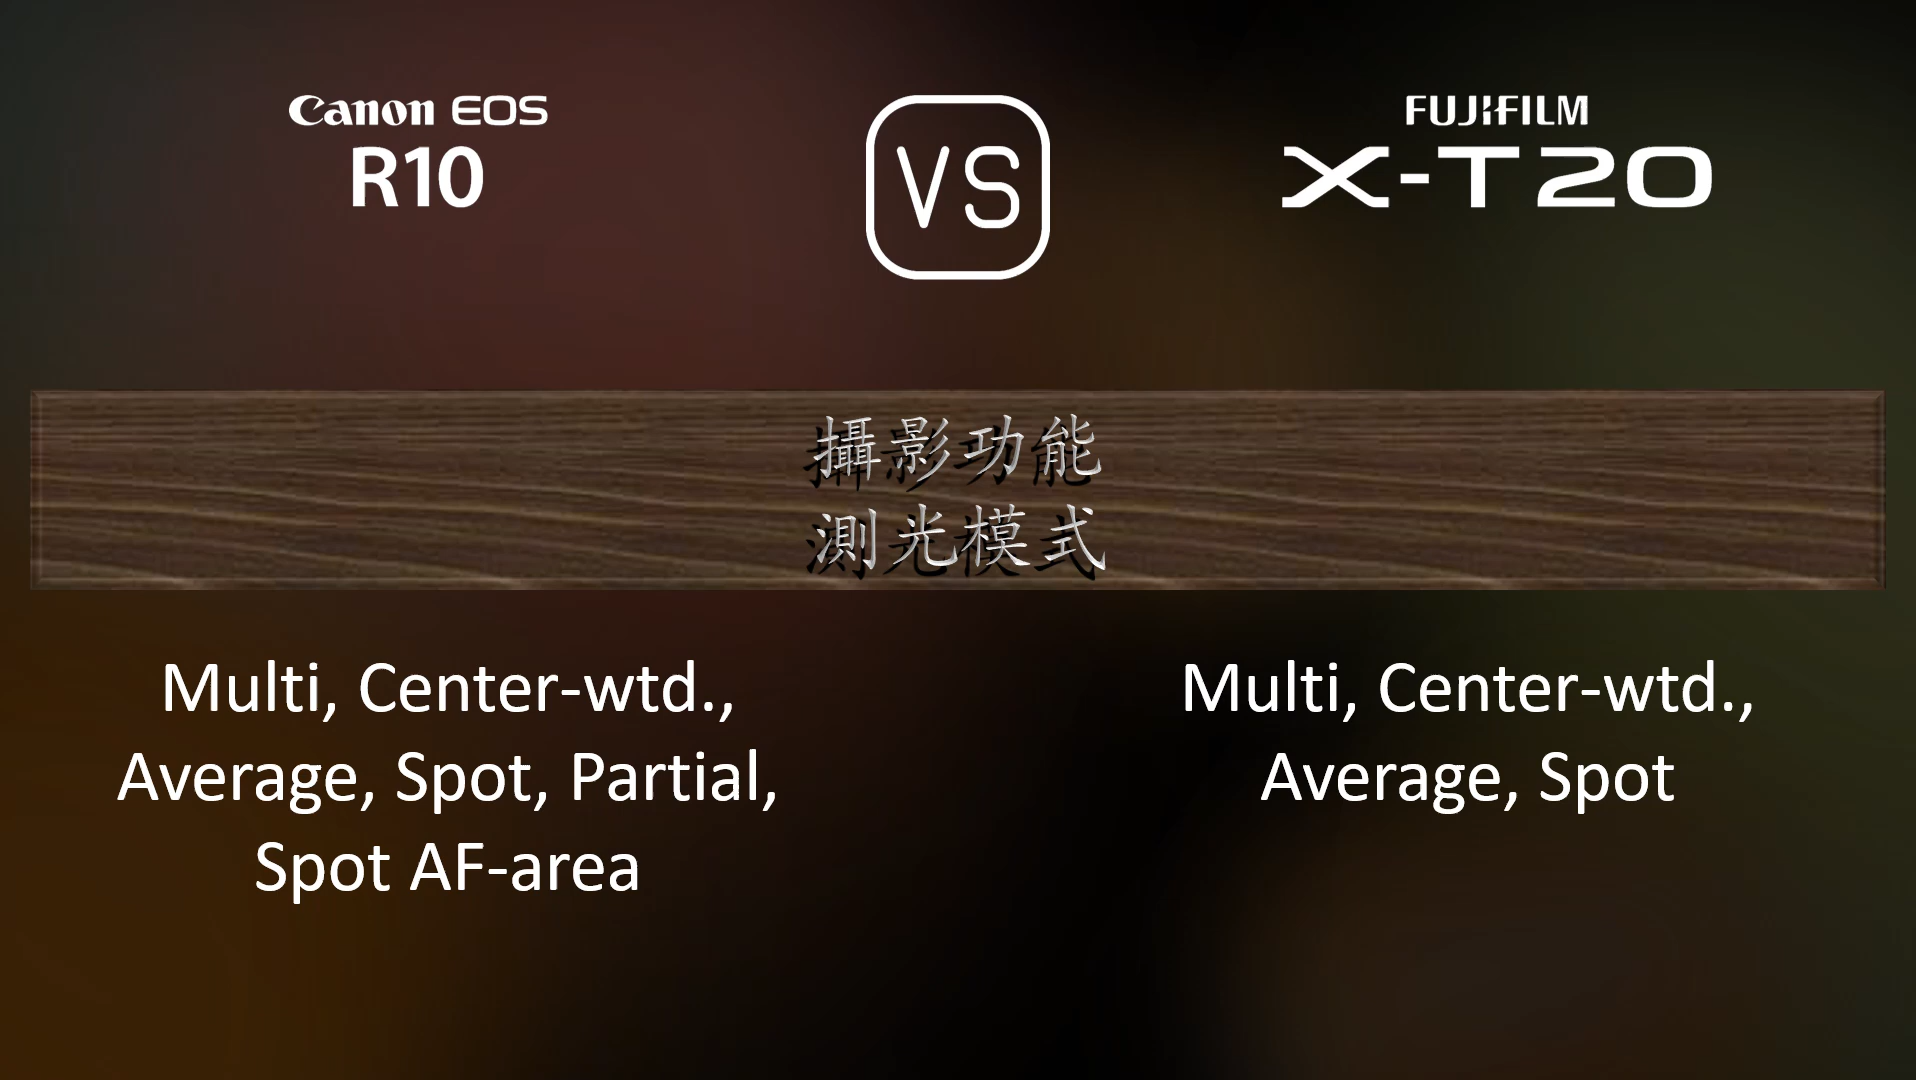 Canon EOS
R10
VS
FUJIFILM
X-T20
攝影功能
測光模式
Multi, Center-wtd.,
Average, Spot, Partial,
Spot AF-area
Multi, Center-wtd.,
Average, Spot